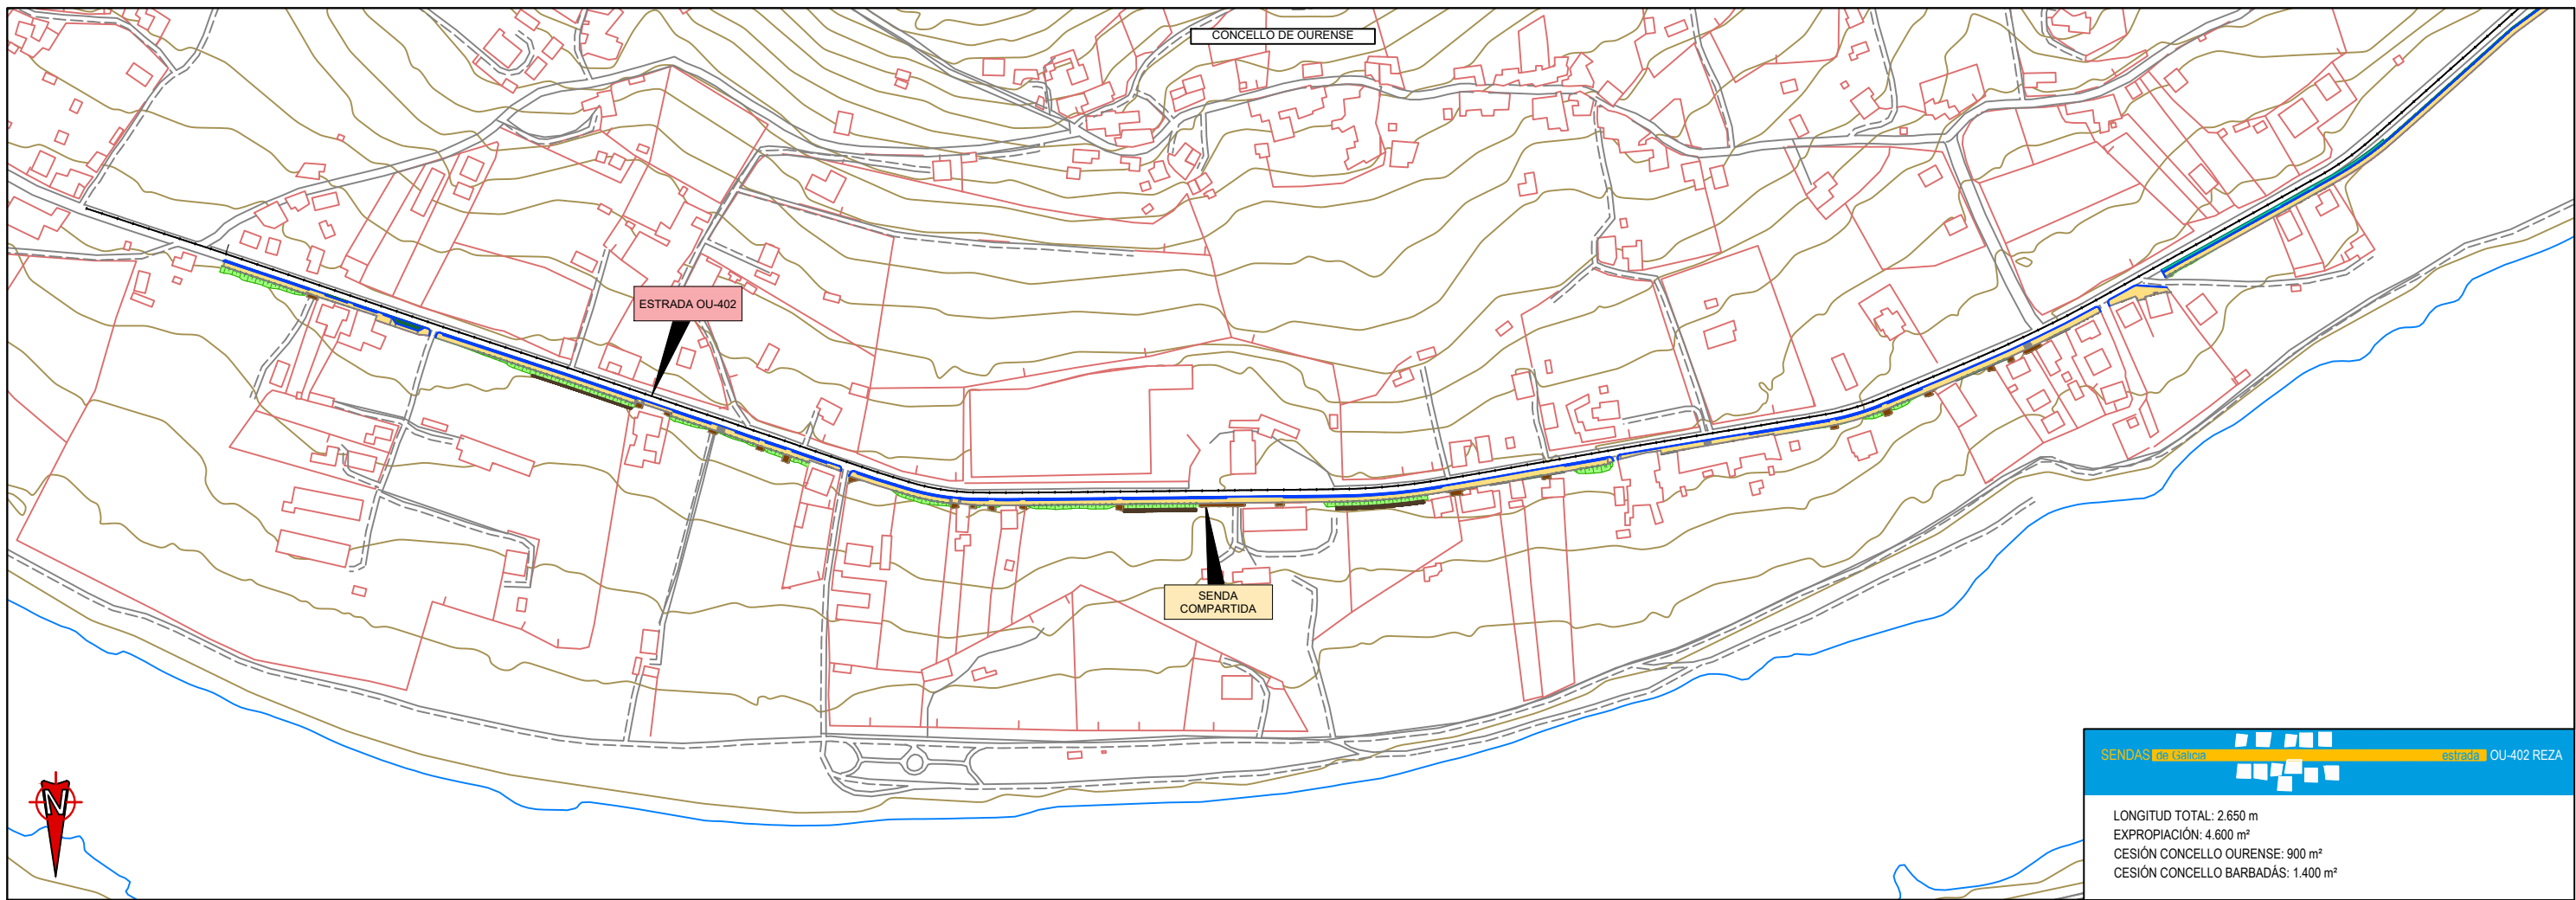 CONCELLO DE OURENSE
ESTRADA OU-402
SENDA
COMPARTIDA
N
SENDAS de Galicia estrada OU-402 REZA
LONGITUD TOTAL: 2.650 m
EXPROPIACIÓN: 4.600 m²
CESIÓN CONCELLO OURENSE: 900 m²
CESIÓN CONCELLO BARBADÁS: 1.400 m²